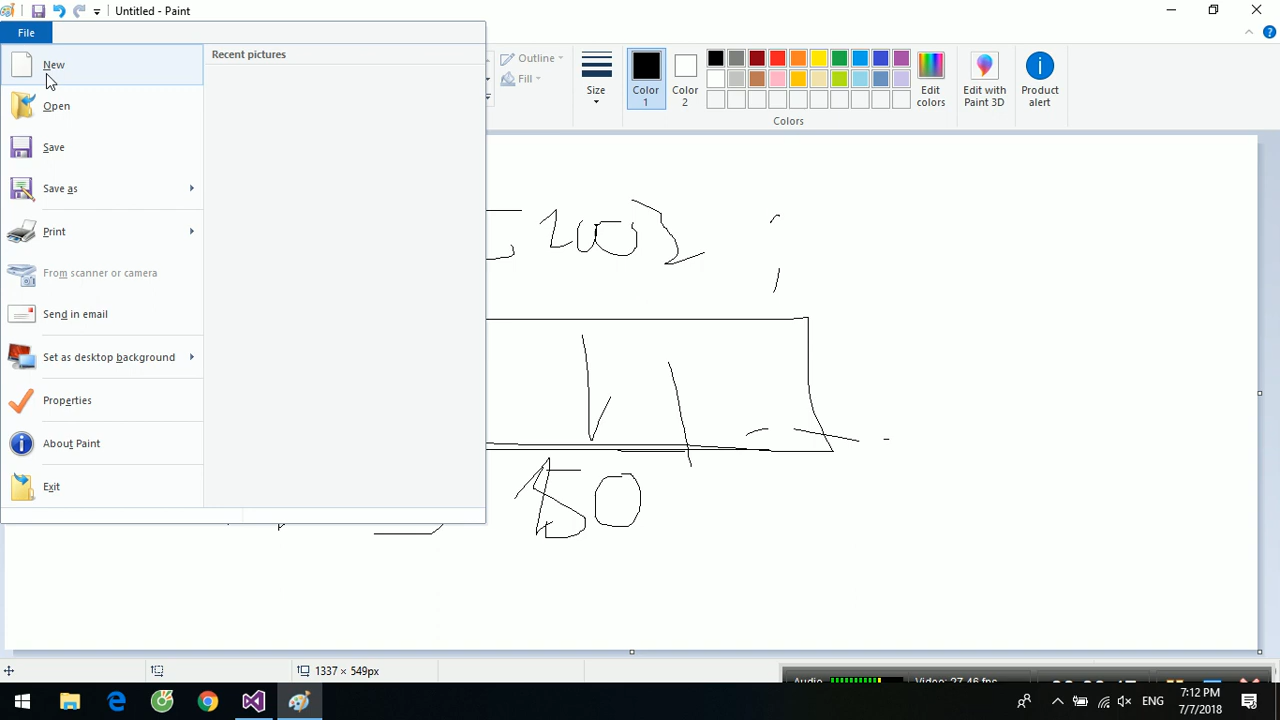 Untitled - Paint
File
New
Open
Save
Save as
Print
From scanner or camera
Send in email
Set as desktop background
Properties
About Paint
Exit
Recent pictures
Outline
Fill
Size
Color 1
Color 2
Edit colors
Edit with Paint 3D
Product alert
Colors
50
1337 × 549px
ENG
7:12 PM
7/7/2018